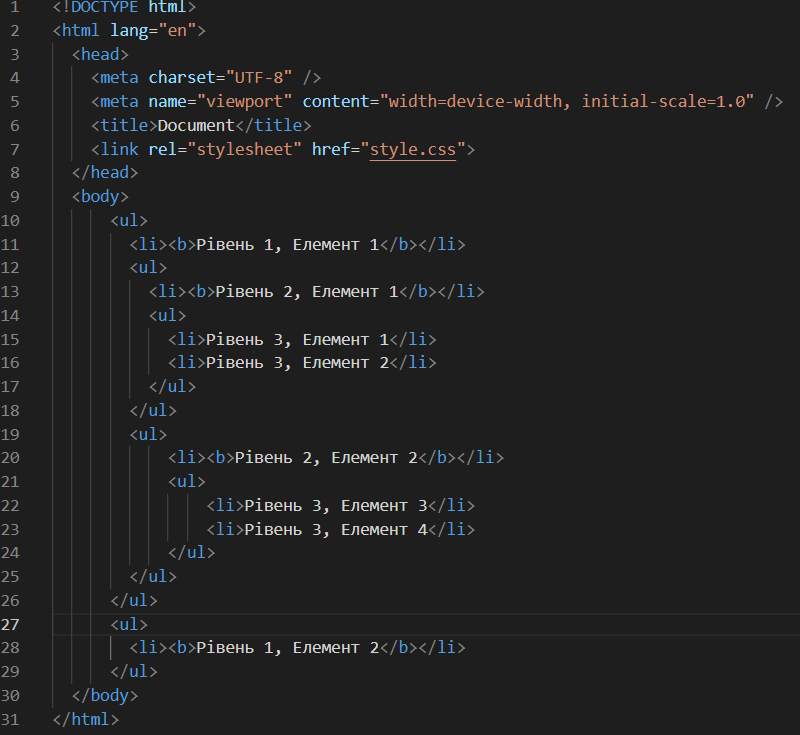 1 <!DOCTYPE html>
2 <html lang="en">
3 <head>
4 <meta charset="UTF-8" />
5 <meta name="viewport" content="width=device-width, initial-scale=1.0" />
6 <title>Document</title>
7 <link rel="stylesheet" href="style.css">
8 </head>
9 <body>
10 <ul>
11 <li><b>Рівень 1, Елемент 1</b></li>
12 <ul>
13 <li><b>Рівень 2, Елемент 1</b></li>
14 <ul>
15 <li>Рівень 3, Елемент 1</li>
16 <li>Рівень 3, Елемент 2</li>
17 </ul>
18 </ul>
19 <ul>
20 <li><b>Рівень 2, Елемент 2</b></li>
21 <ul>
22 <li>Рівень 3, Елемент 3</li>
23 <li>Рівень 3, Елемент 4</li>
24 </ul>
25 </ul>
26 </ul>
27 <ul>
28 <li><b>Рівень 1, Елемент 2</b></li>
29 </ul>
30 </body>
31 </html>